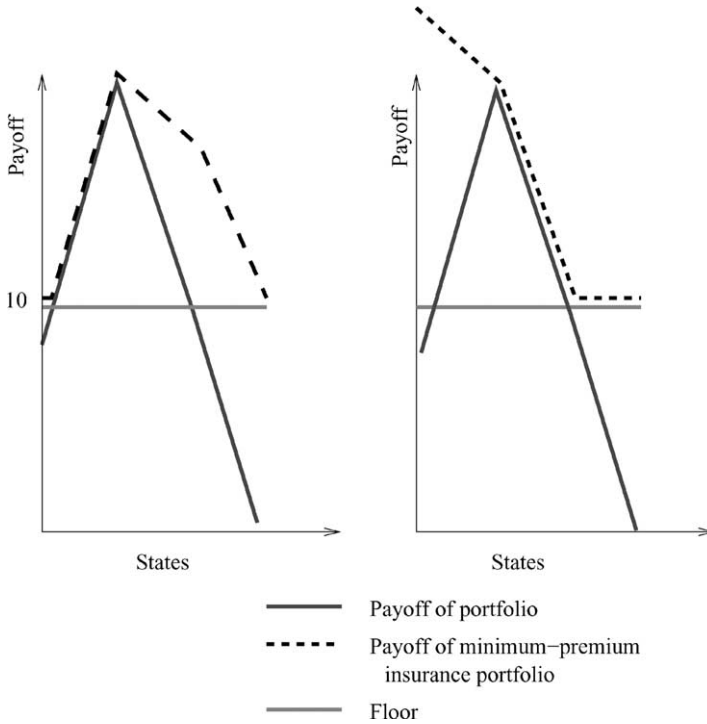 Payoff
10
States
Payoff
States
Payoff of portfolio
Payoff of minimum−premium
insurance portfolio
Floor